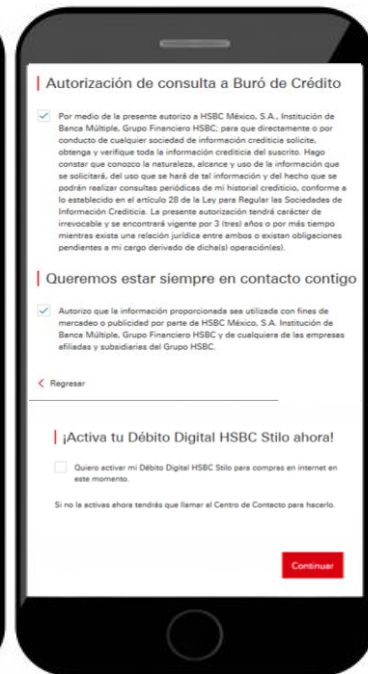 Autorización de consulta a Buró de Crédito
Por medio de la presente autorizo a HSBC México, S.A., Institución de
Banca Múltiple, Grupo Financiero HSBC; para que directamente o por
conducto de cualquier sociedad de información crediticia solicite,
obtenga y verifique toda la información crediticia del suscrito. Hago
constar que conozco la naturaleza, alcance y uso de la información que
se solicitará, del uso que se hará de tal información y del hecho que se
podrán realizar consultas periódicas de mi historial crediticio, conforme a
lo establecido en el artículo 28 de la Ley para Regular las Sociedades de
Información Crediticia. La presente autorización tendrá carácter de
irrevocable y se encontrará vigente por 3 (tres) años o por más tiempo
mientras exista una relación jurídica entre ambos o existan obligaciones
pendientes a mi cargo derivado de dicha(s) operación(es).
Queremos estar siempre en contacto contigo
Autorizo que la información proporcionada sea utilizada con fines de
mercadeo o publicidad por parte de HSBC México, S.A. Institución de
Banca Múltiple, Grupo Financiero HSBC y de cualquiera de las empresas
afiliadas y subsidiarias del Grupo HSBC.
Regresar
¡Activa tu Débito Digital HSBC Stilo ahora!
Quiero activar mi Débito Digital HSBC Stilo para compras en internet en
este momento.
Si no la activas ahora tendrás que llamar al Centro de Contacto para hacerlo.
Continuar